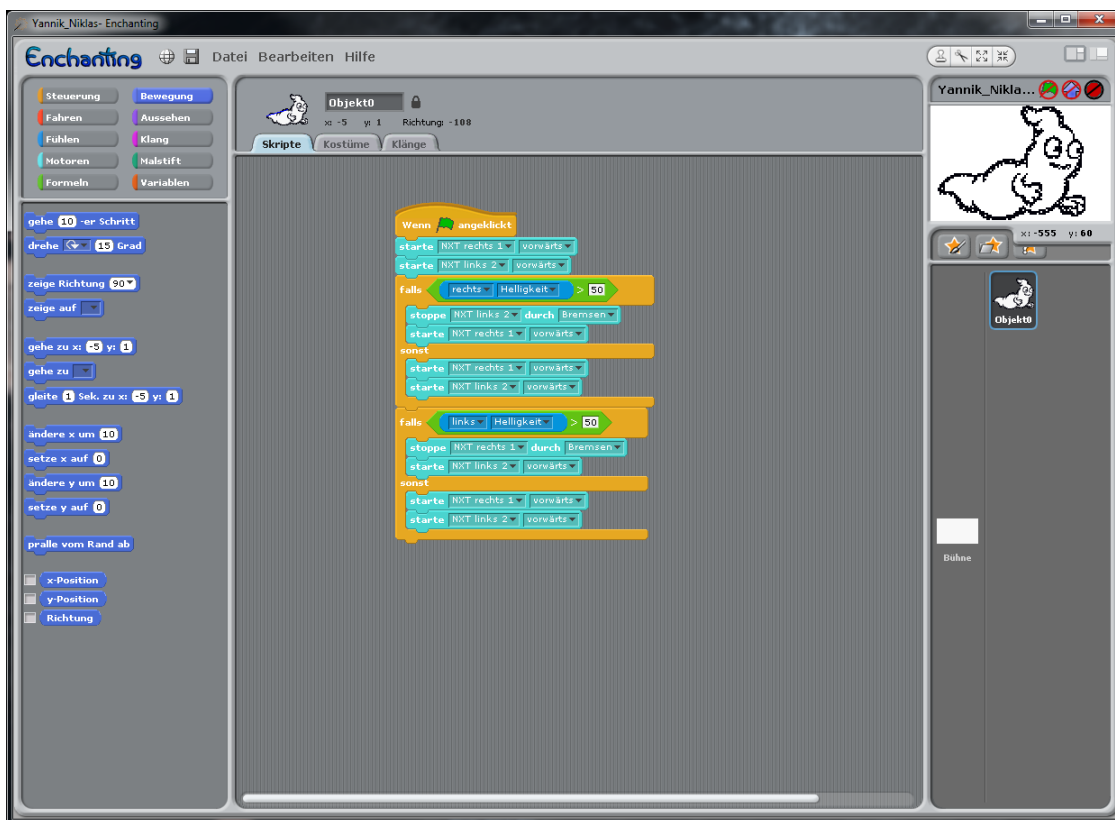 Yannik_Niklas- Enchanting
Enchanting Datei Bearbeiten Hilfe
Steuerung Bewegung
Fahren Aussehen
Fühlen Klang
Motoren Malstift
Formeln Variablen
gehe 10 -er Schritt
drehe 15 Grad
zeige Richtung 90
zeige auf
gehe zu x: -5 y: 1
gehe zu
gleite 1 Sek. zu x: -5 y: 1
ändere x um 10
setze x auf 0
ändere y um 10
setze y auf 0
pralle vom Rand ab
x-Position
y-Position
Richtung
Objekt0
x: -5 y: 1 Richtung: -108
Skripte Kostüme Klänge
Wenn angeklickt
starte NXT rechts 1 vorwärts
starte NXT links 2 vorwärts
falls rechts Helligkeit > 50
stoppe NXT links 2 durch Bremsen
starte NXT rechts 1 vorwärts
sonst
starte NXT rechts 1 vorwärts
starte NXT links 2 vorwärts
falls links Helligkeit > 50
stoppe NXT rechts 1 durch Bremsen
starte NXT links 2 vorwärts
sonst
starte NXT rechts 1 vorwärts
starte NXT links 2 vorwärts
Yannik_Nikla...
x: -555 y: 60
Objekt0
Bühne